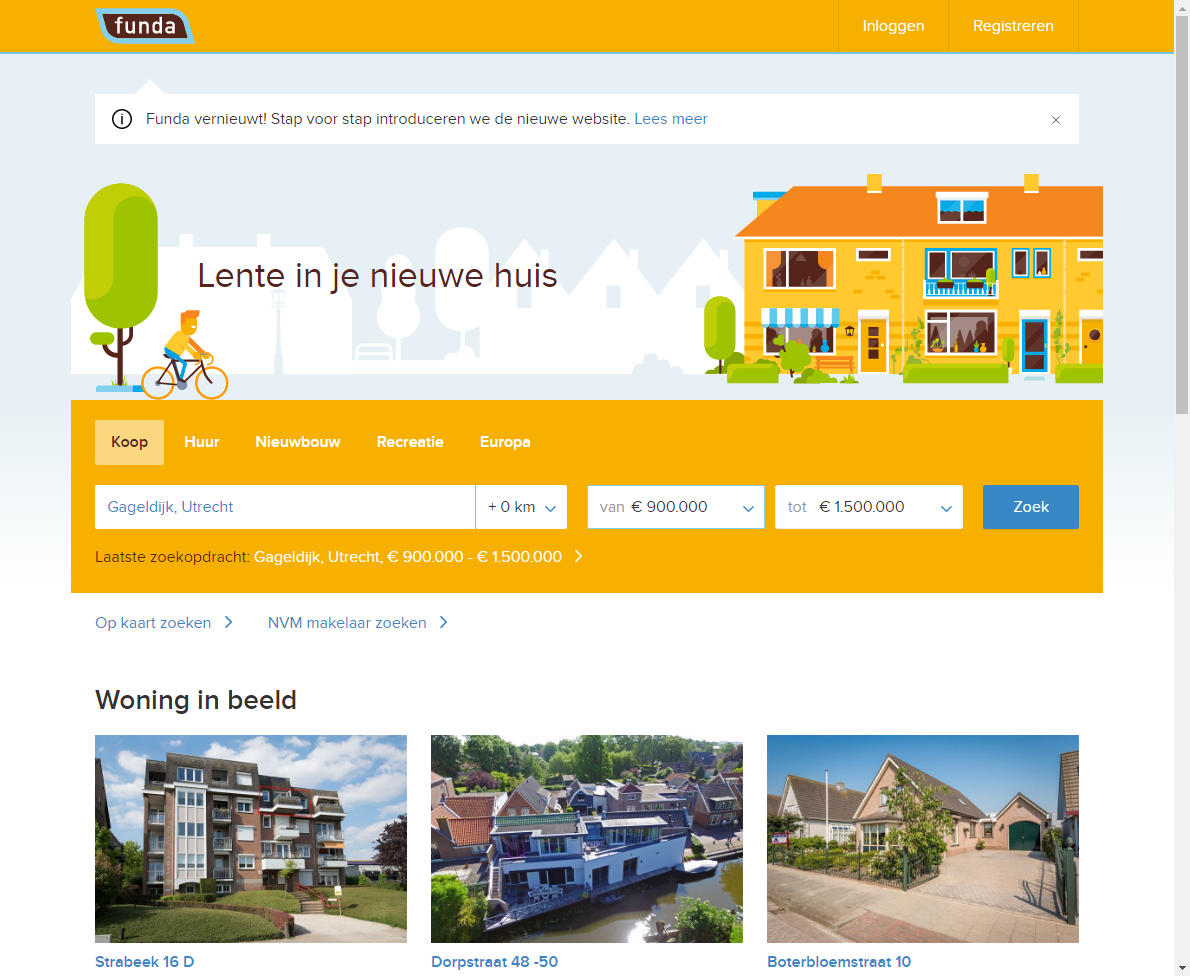 funda
Inloggen
Registreren
Funda vernieuwt! Stap voor stap introduceren we de nieuwe website. Lees meer
Lente in je nieuwe huis
Koop
Huur
Nieuwbouw
Recreatie
Europa
Gageldijk, Utrecht
+ 0 km
van € 900.000
tot € 1.500.000
Zoek
Laatste zoekopdracht: Gageldijk, Utrecht, € 900.000 - € 1.500.000
Op kaart zoeken
NVM makelaar zoeken
Woning in beeld
Strabeek 16 D
Dorpstraat 48 -50
Boterbloemstraat 10